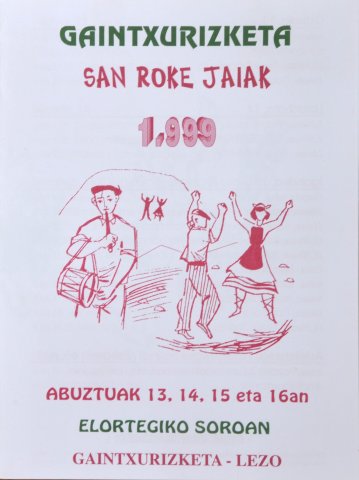 GAINTXURIZKETA
SAN ROKE JAIAK
1.999
ABUZTUAK 13, 14, 15 eta 16an
ELORTEGIKO SOROAN
GAINTXURIZKETA - LEZO